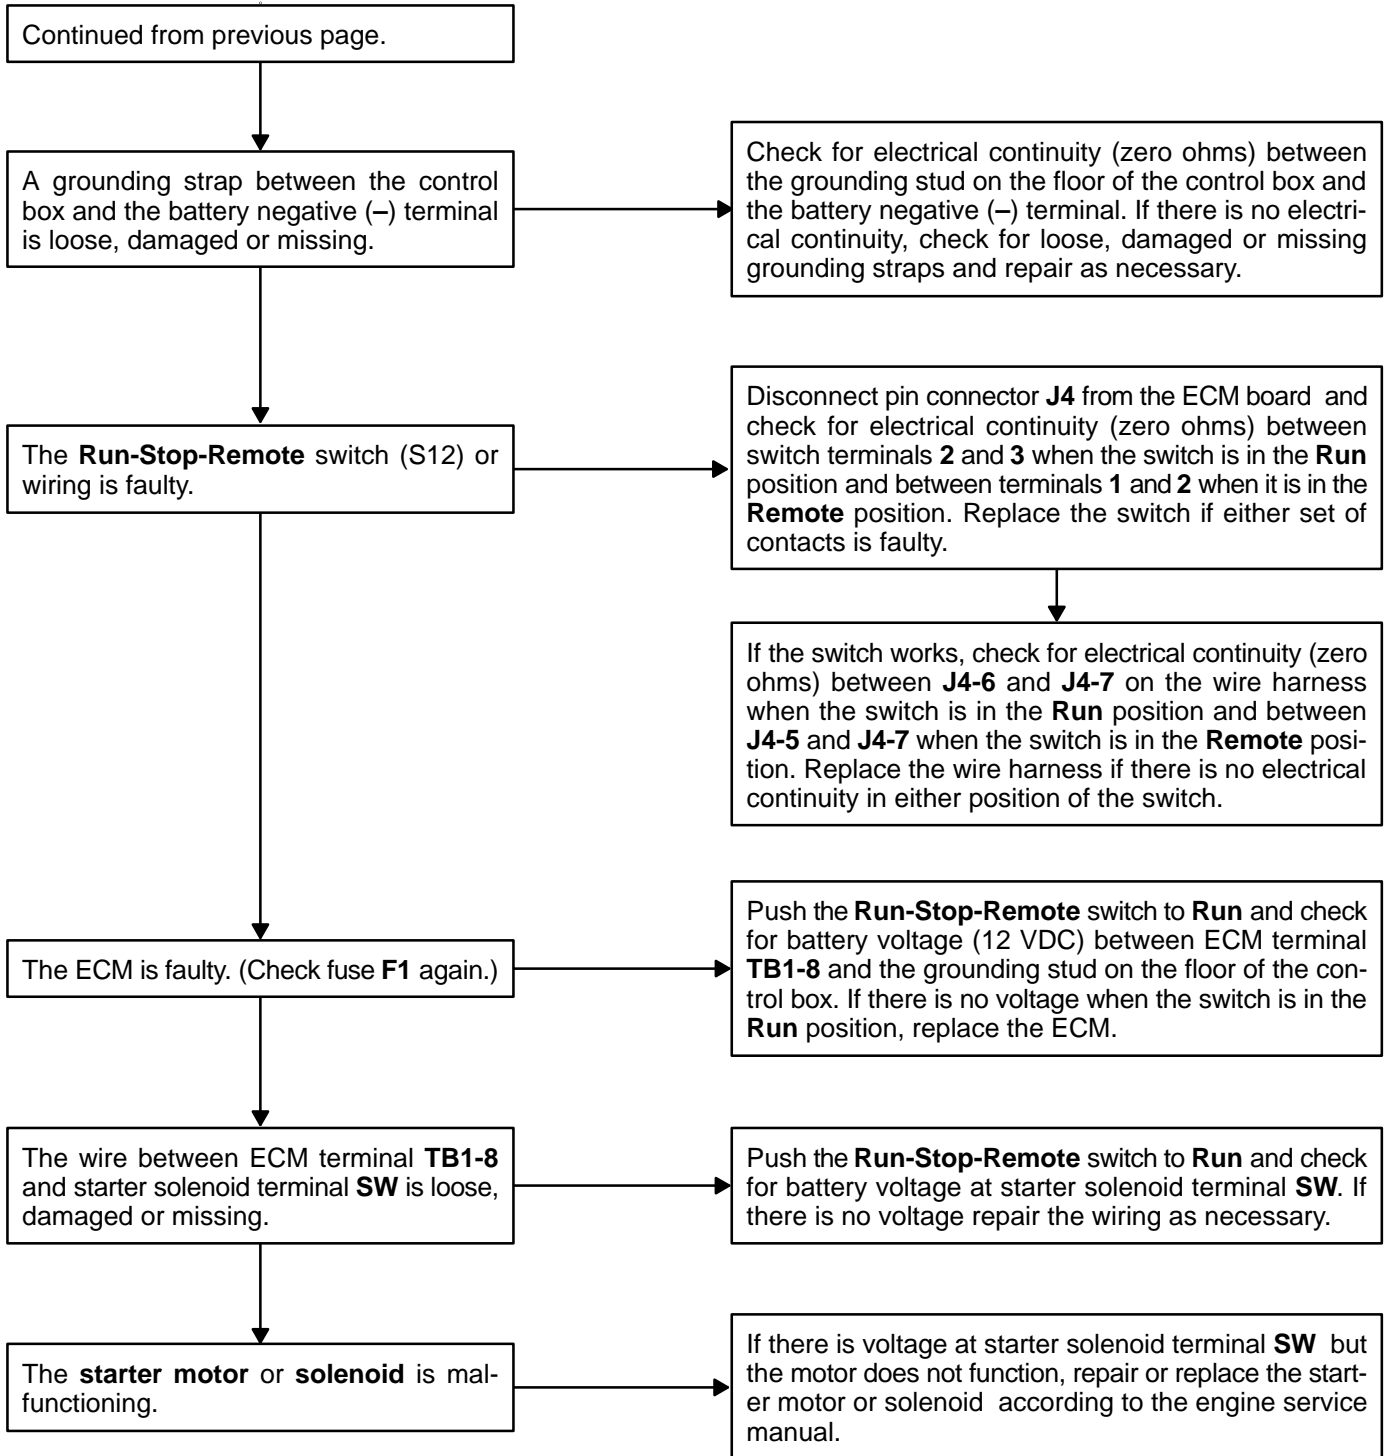 Continued from previous page.
A grounding strap between the control
box and the battery negative (–) terminal
is loose, damaged or missing.
Check for electrical continuity (zero ohms) between
the grounding stud on the floor of the control box and
the battery negative (–) terminal. If there is no electri-
cal continuity, check for loose, damaged or missing
grounding straps and repair as necessary.
The Run-Stop-Remote switch (S12) or
wiring is faulty.
Disconnect pin connector J4 from the ECM board and
check for electrical continuity (zero ohms) between
switch terminals 2 and 3 when the switch is in the Run
position and between terminals 1 and 2 when it is in the
Remote position. Replace the switch if either set of
contacts is faulty.
If the switch works, check for electrical continuity (zero
ohms) between J4-6 and J4-7 on the wire harness
when the switch is in the Run position and between
J4-5 and J4-7 when the switch is in the Remote posi-
tion. Replace the wire harness if there is no electrical
continuity in either position of the switch.
The ECM is faulty. (Check fuse F1 again.)
Push the Run-Stop-Remote switch to Run and check
for battery voltage (12 VDC) between ECM terminal
TB1-8 and the grounding stud on the floor of the con-
trol box. If there is no voltage when the switch is in the
Run position, replace the ECM.
The wire between ECM terminal TB1-8
and starter solenoid terminal SW is loose,
damaged or missing.
Push the Run-Stop-Remote switch to Run and check
for battery voltage at starter solenoid terminal SW. If
there is no voltage repair the wiring as necessary.
The starter motor or solenoid is mal-
functioning.
If there is voltage at starter solenoid terminal SW but
the motor does not function, repair or replace the start-
er motor or solenoid according to the engine service
manual.